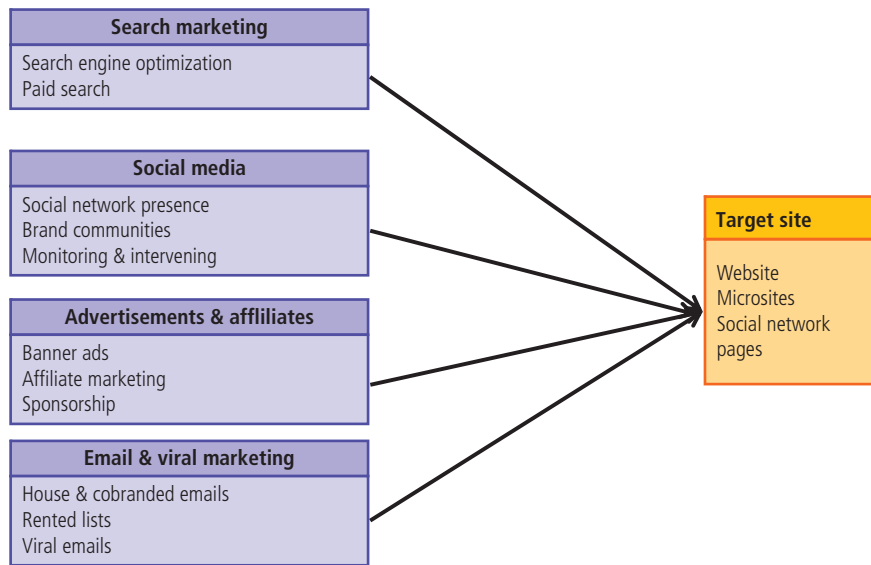 Search marketing
Search engine optimization
Paid search
Social media
Social network presence
Brand communities
Monitoring & intervening
Advertisements & affliliates
Banner ads
Affiliate marketing
Sponsorship
Email & viral marketing
House & cobranded emails
Rented lists
Viral emails
Target site
Website
Microsites
Social network
pages